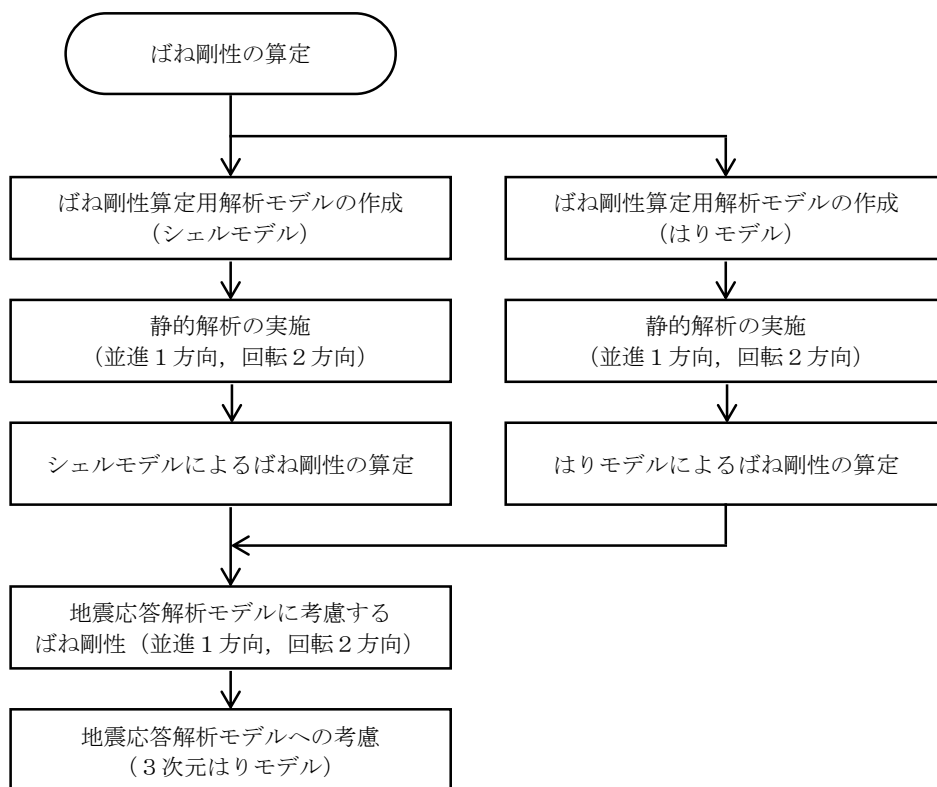 ばね剛性の算定
ばね剛性算定用解析モデルの作成
(シェルモデル)
ばね剛性算定用解析モデルの作成
(はりモデル)
静的解析の実施
(並進1方向,回転2方向)
静的解析の実施
(並進1方向,回転2方向)
シェルモデルによるばね剛性の算定
はりモデルによるばね剛性の算定
地震応答解析モデルに考慮する
ばね剛性(並進1方向,回転2方向)
地震応答解析モデルへの考慮
(3次元はりモデル)